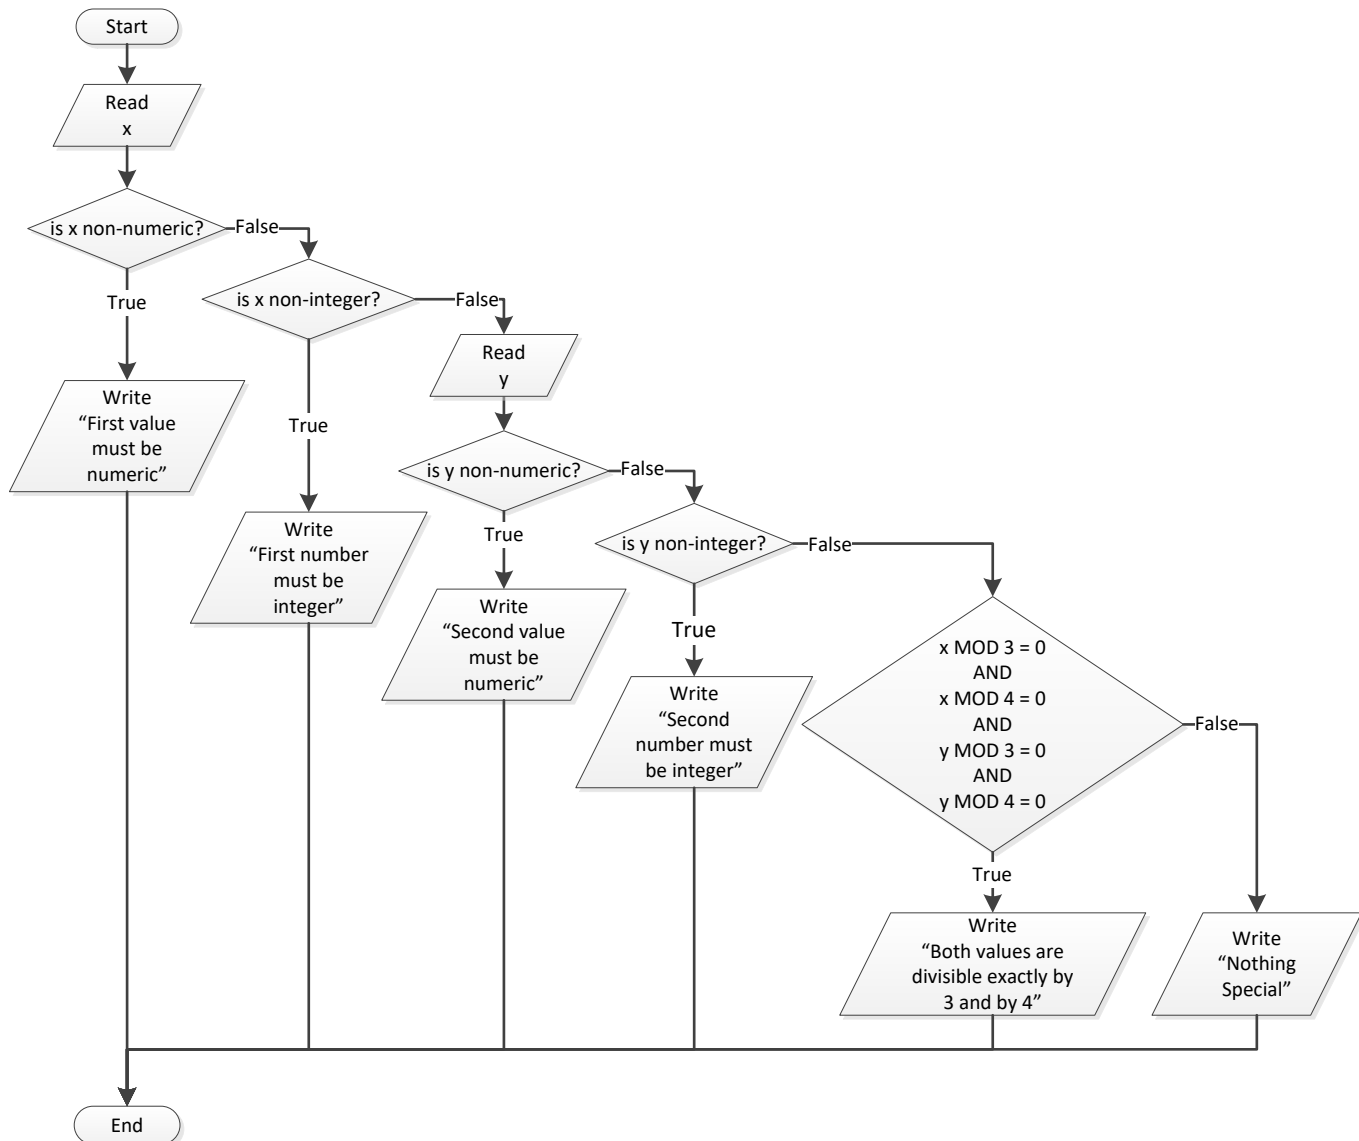 Start
Read
x
is x non-numeric?
False
True
is x non-integer?
False
True
Read
y
Write
“First value
must be
numeric”
is y non-numeric?
False
True
Write
“First number
must be
integer”
is y non-integer?
False
True
Write
“Second value
must be
numeric”
x MOD 3 = 0
AND
x MOD 4 = 0
AND
y MOD 3 = 0
AND
y MOD 4 = 0
False
True
Write
“Second
number must
be integer”
Write
“Both values are
divisible exactly by
3 and by 4”
Write
“Nothing
Special”
End